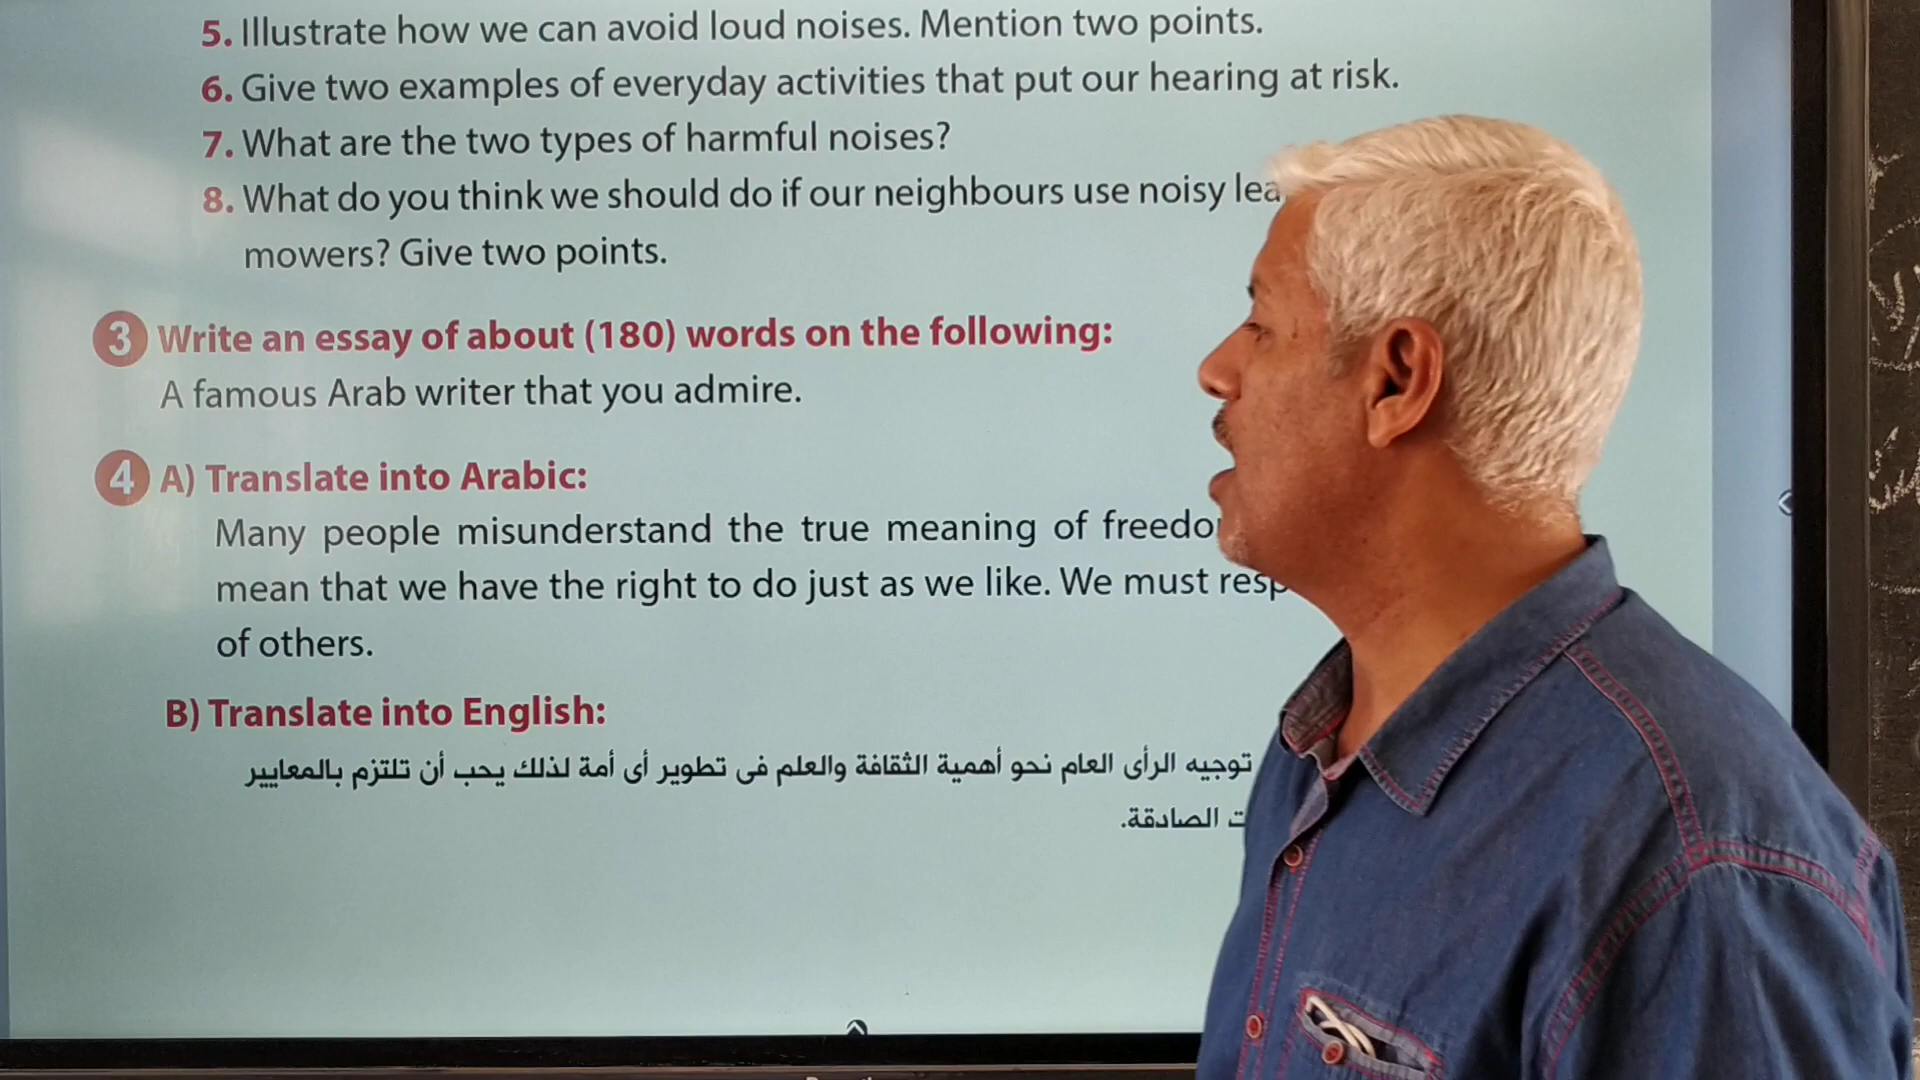 5. Illustrate how we can avoid loud noises. Mention two points.
6. Give two examples of everyday activities that put our hearing at risk.
7. What are the two types of harmful noises?
8. What do you think we should do if our neighbours use noisy
mowers? Give two points.
3 Write an essay of about (180) words on the following:
A famous Arab writer that you admire.
4 A) Translate into Arabic:
Many people misunderstand the true meaning of
mean that we have the right to do just as we like. We must
of others.
B) Translate into English:
توجيه الرأى العام نحو أهمية الثقافة والعلم فى تطوير أى أمة لذلك يجب أن تلتزم بالمعايير
الصادقة.